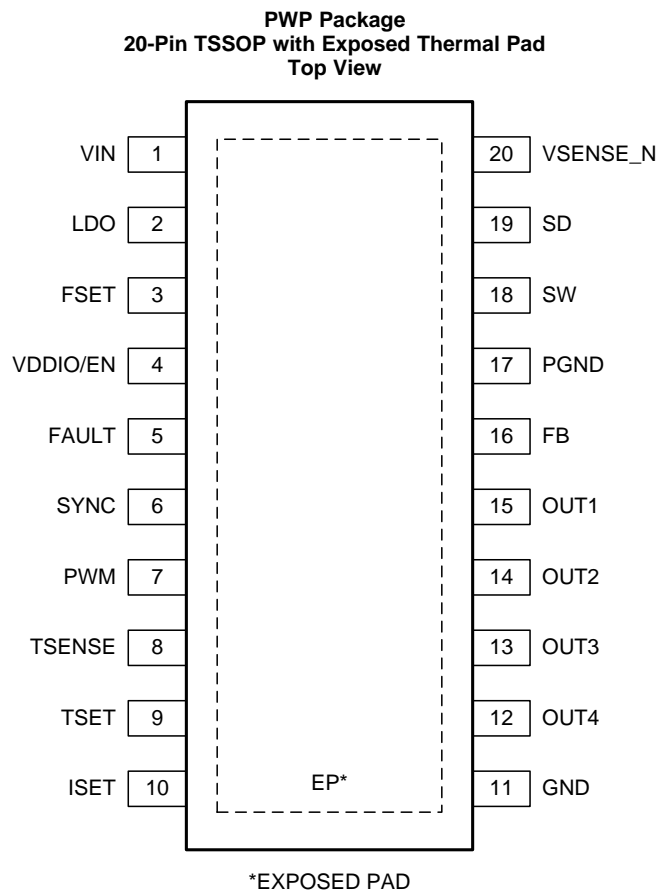 PWP Package
20-Pin TSSOP with Exposed Thermal Pad
Top View
VIN 1 20 VSENSE_N
LDO 2 19 SD
FSET 3 18 SW
VDDIO/EN 4 17 PGND
FAULT 5 16 FB
SYNC 6 15 OUT1
PWM 7 14 OUT2
TSENSE 8 13 OUT3
TSET 9 12 OUT4
ISET 10 EP* 11 GND
*EXPOSED PAD